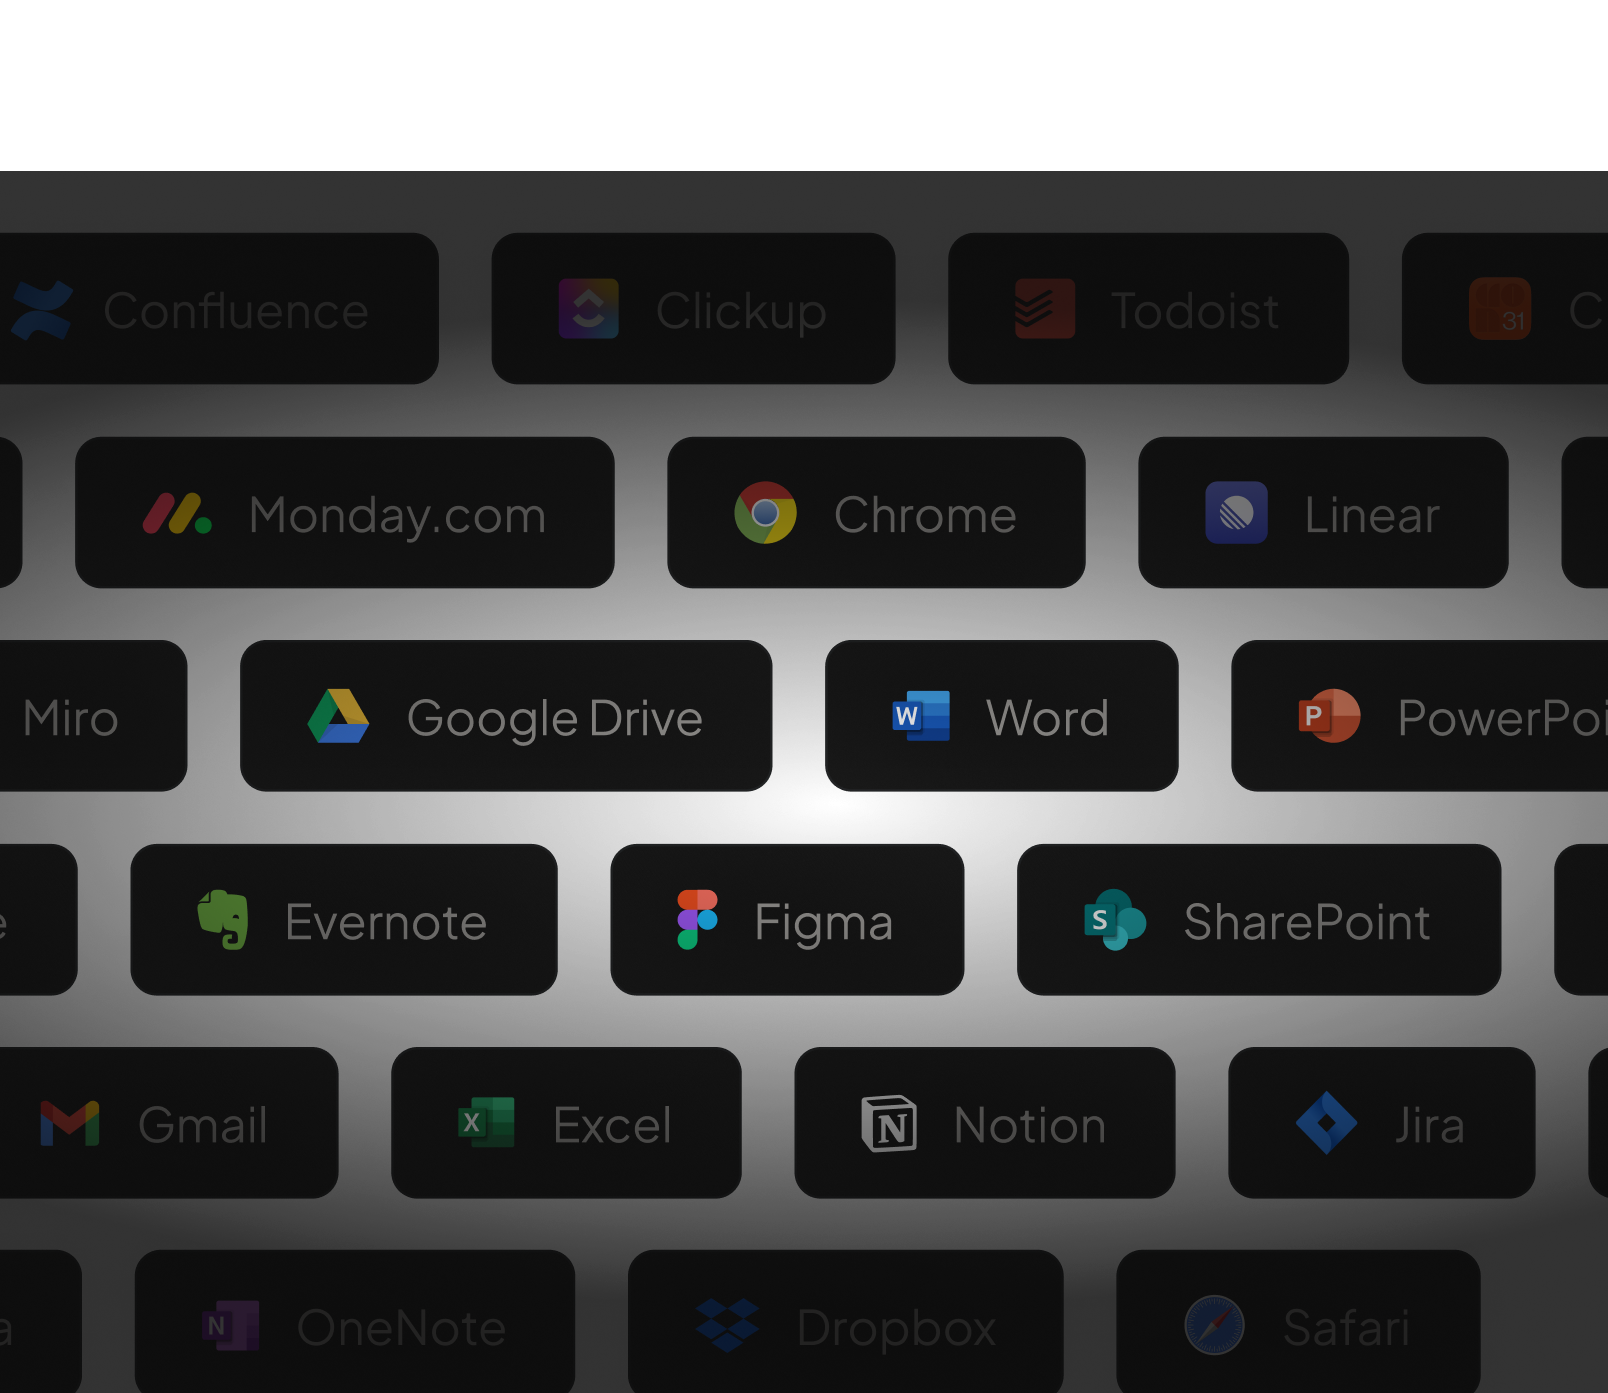 Confluence Clickup Todoist 31 C
Monday.com Chrome Linear
Miro Google Drive W Word P PowerPoi
e Evernote Figma S SharePoint
Gmail X Excel N Notion Jira
a N OneNote Dropbox Safari